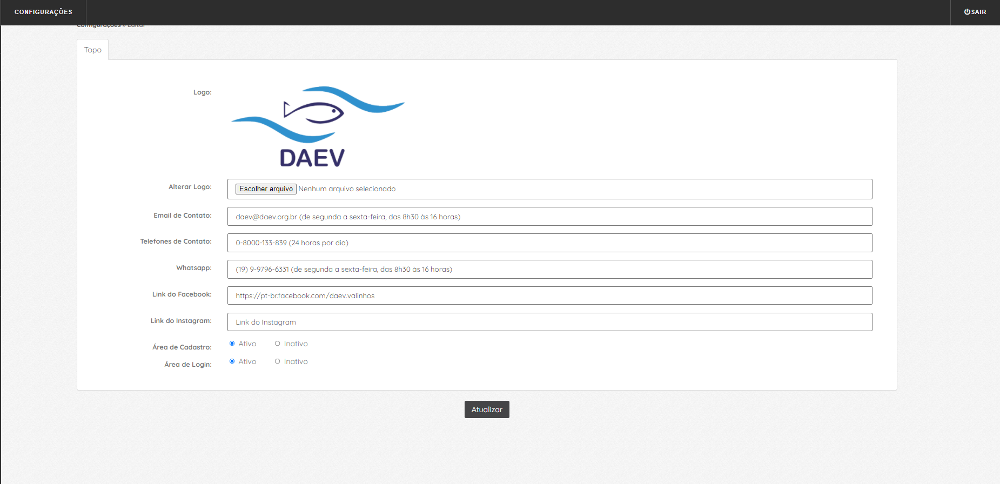 CONFIGURAÇÕES
SAIR
Configurações » Editar
Topo
Logo:
DAEV
Alterar Logo:
Escolher arquivo Nenhum arquivo selecionado
Email de Contato:
daev@daev.org.br (de segunda a sexta-feira, das 8h30 às 16 horas)
Telefones de Contato:
0-8000-133-839 (24 horas por dia)
Whatsapp:
(19) 9-9796-6331 (de segunda a sexta-feira, das 8h30 às 16 horas)
Link do Facebook:
https://pt-br.facebook.com/daev.valinhos
Link do Instagram:
Link do Instagram
Área de Cadastro:
Ativo Inativo
Área de Login:
Ativo Inativo
Atualizar